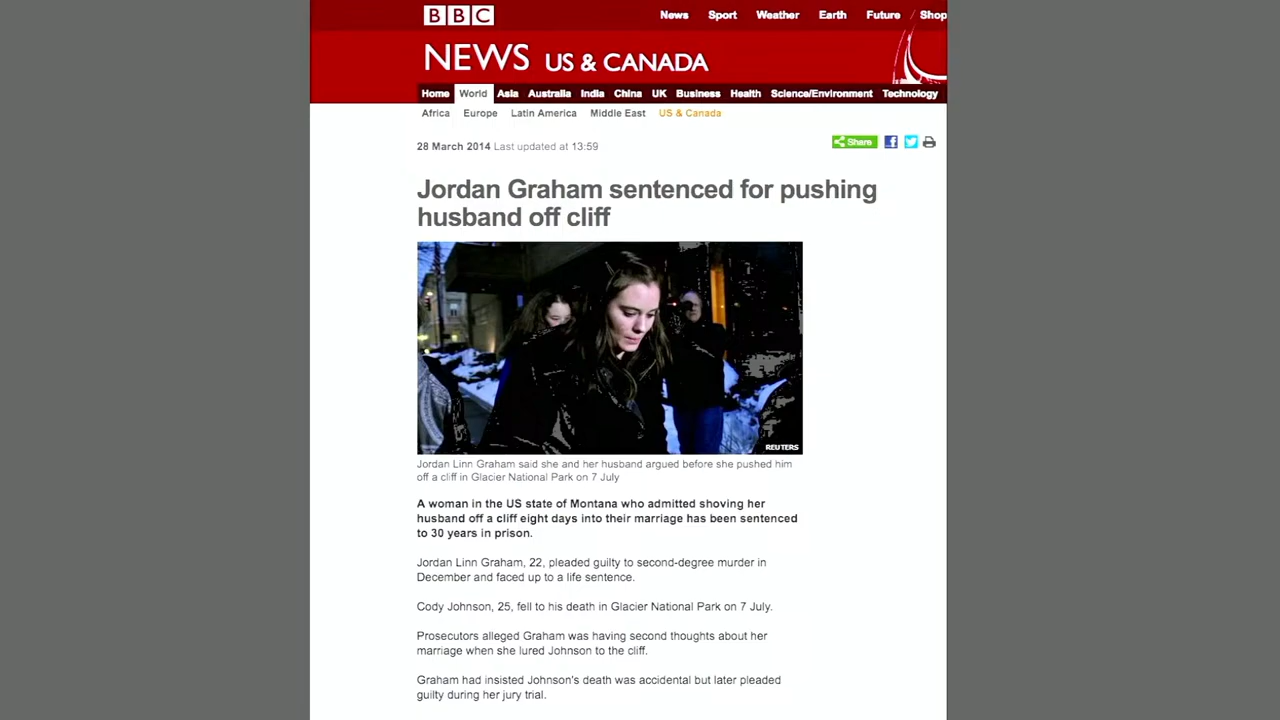 BBC
News Sport Weather Earth Future Shop
NEWS US & CANADA
Home World Asia Australia India China UK Business Health Science/Environment Technology
Africa Europe Latin America Middle East US & Canada
28 March 2014 Last updated at 13:59
Share
Jordan Graham sentenced for pushing
husband off cliff
REUTERS
Jordan Linn Graham said she and her husband argued before she pushed him
off a cliff in Glacier National Park on 7 July
A woman in the US state of Montana who admitted shoving her
husband off a cliff eight days into their marriage has been sentenced
to 30 years in prison.
Jordan Linn Graham, 22, pleaded guilty to second-degree murder in
December and faced up to a life sentence.
Cody Johnson, 25, fell to his death in Glacier National Park on 7 July.
Prosecutors alleged Graham was having second thoughts about her
marriage when she lured Johnson to the cliff.
Graham had insisted Johnson's death was accidental but later pleaded
guilty during her jury trial.